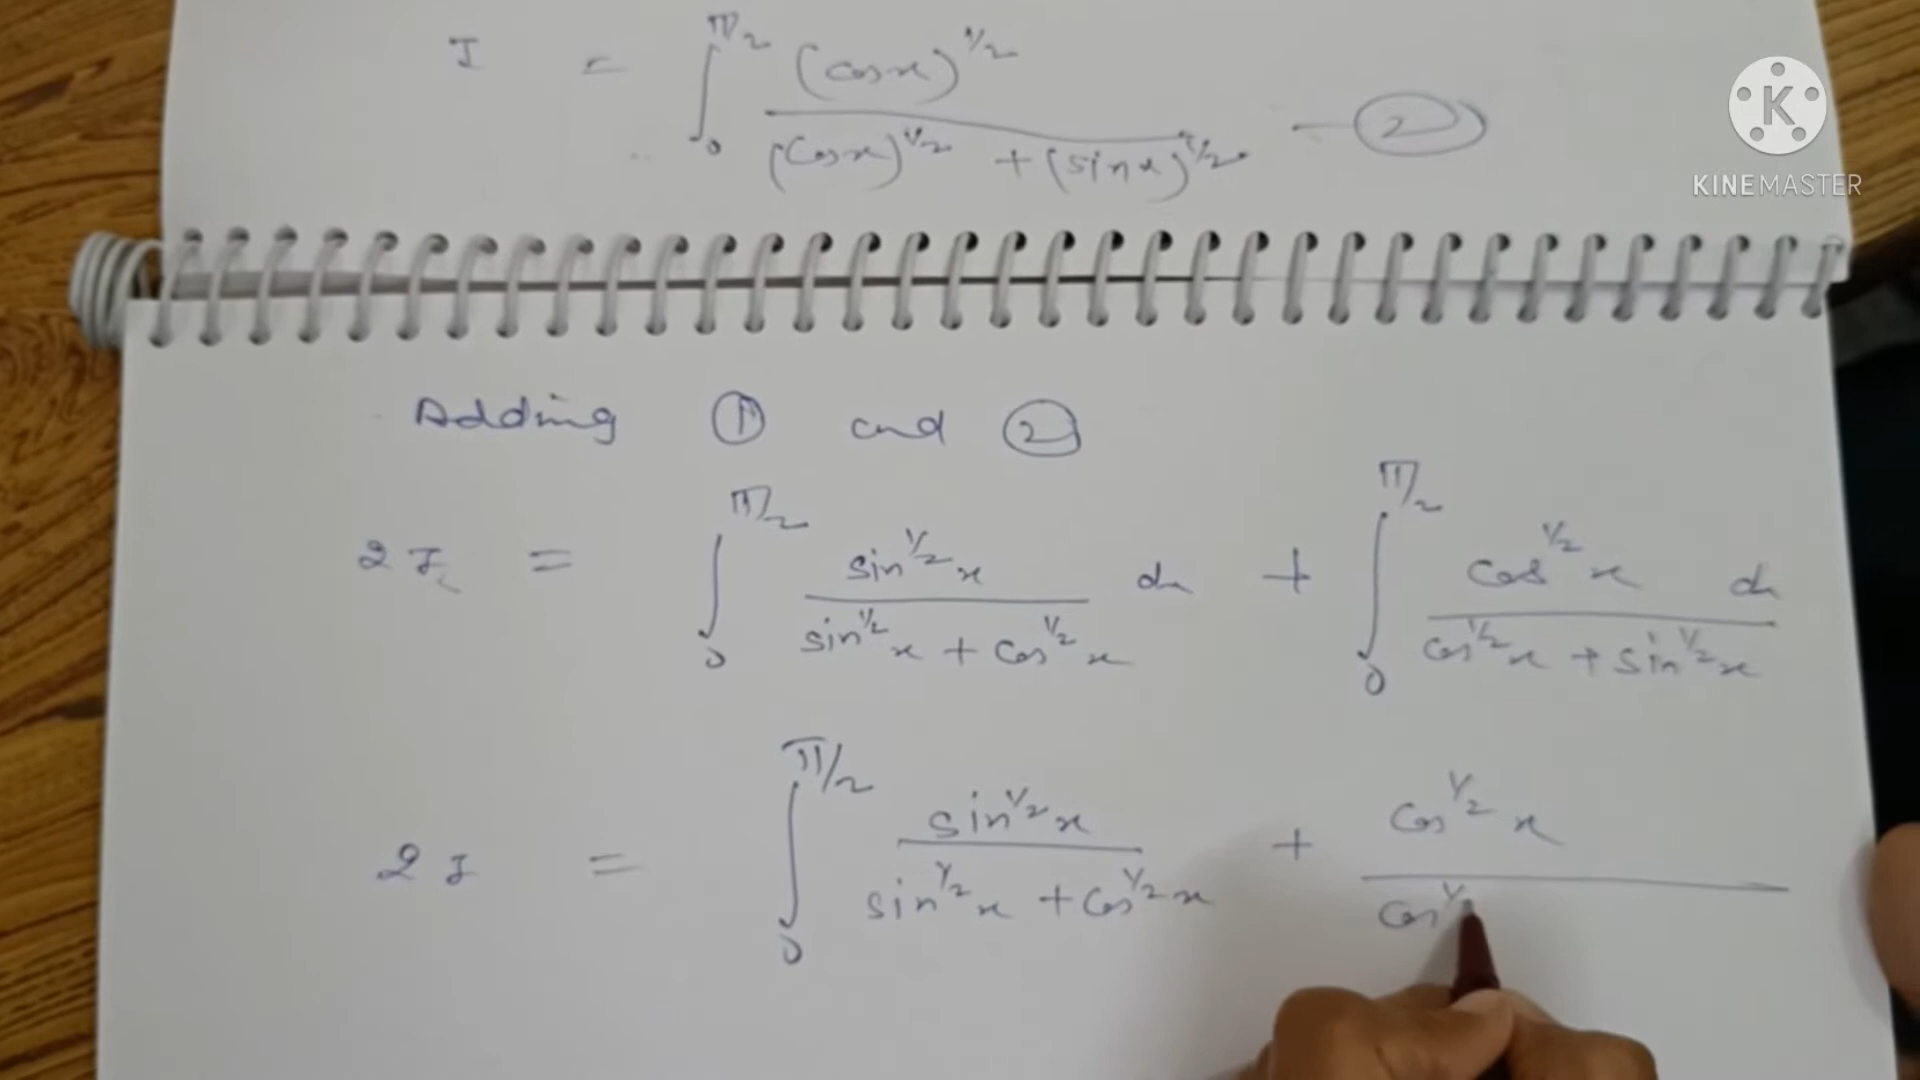 I = ∫₀^π/2 (cosx)^1/2 / ((cosx)^1/2 + (sinx)^1/2) — ②
KINEMASTER
Adding ① and ②
2I = ∫₀^π/2 sin^1/2 x / (sin^1/2 x + cos^1/2 x) dx + ∫₀^π/2 cos^1/2 x / (cos^1/2 x + sin^1/2 x) dx
2I = ∫₀^π/2 sin^1/2 x / (sin^1/2 x + cos^1/2 x) + cos^1/2 x / cos^1/2